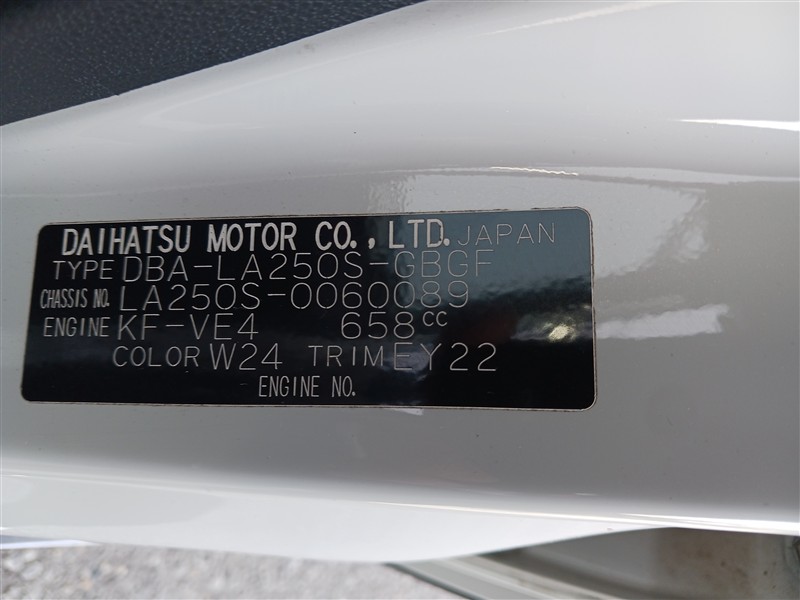 DAIHATSU MOTOR CO., LTD. JAPAN
TYPE DBA-LA250S-GBGF
CHASSIS NO. LA250S-0060089
ENGINE KF-VE4 658cc
COLOR W24 TRIM EY22
ENGINE NO.